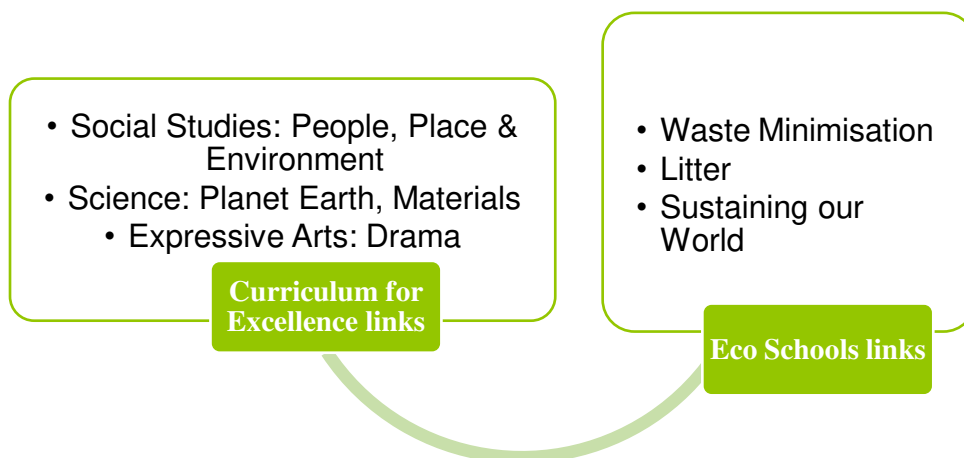 • Social Studies: People, Place &
Environment
• Science: Planet Earth, Materials
• Expressive Arts: Drama
Curriculum for
Excellence links
• Waste Minimisation
• Litter
• Sustaining our
World
Eco Schools links